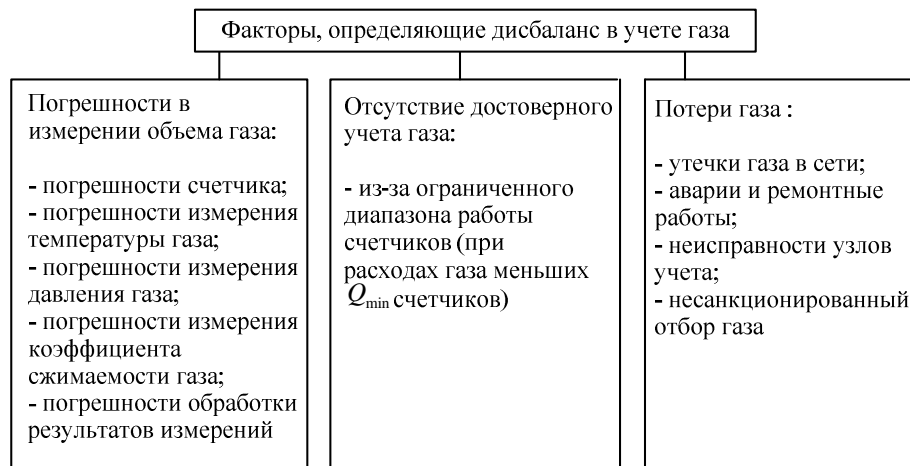 Факторы, определяющие дисбаланс в учете газа
Погрешности в
измерении объема газа:
- погрешности счетчика;
- погрешности измерения
температуры газа;
- погрешности измерения
давления газа;
- погрешности измерения
коэффициента
сжимаемости газа;
- погрешности обработки
результатов измерений
Отсутствие достоверного
учета газа:
- из-за ограниченного
диапазона работы
счетчиков (при
расходах газа меньших
Qmin счетчиков)
Потери газа :
- утечки газа в сети;
- аварии и ремонтные
работы;
- неисправности узлов
учета;
- несанкционированный
отбор газа